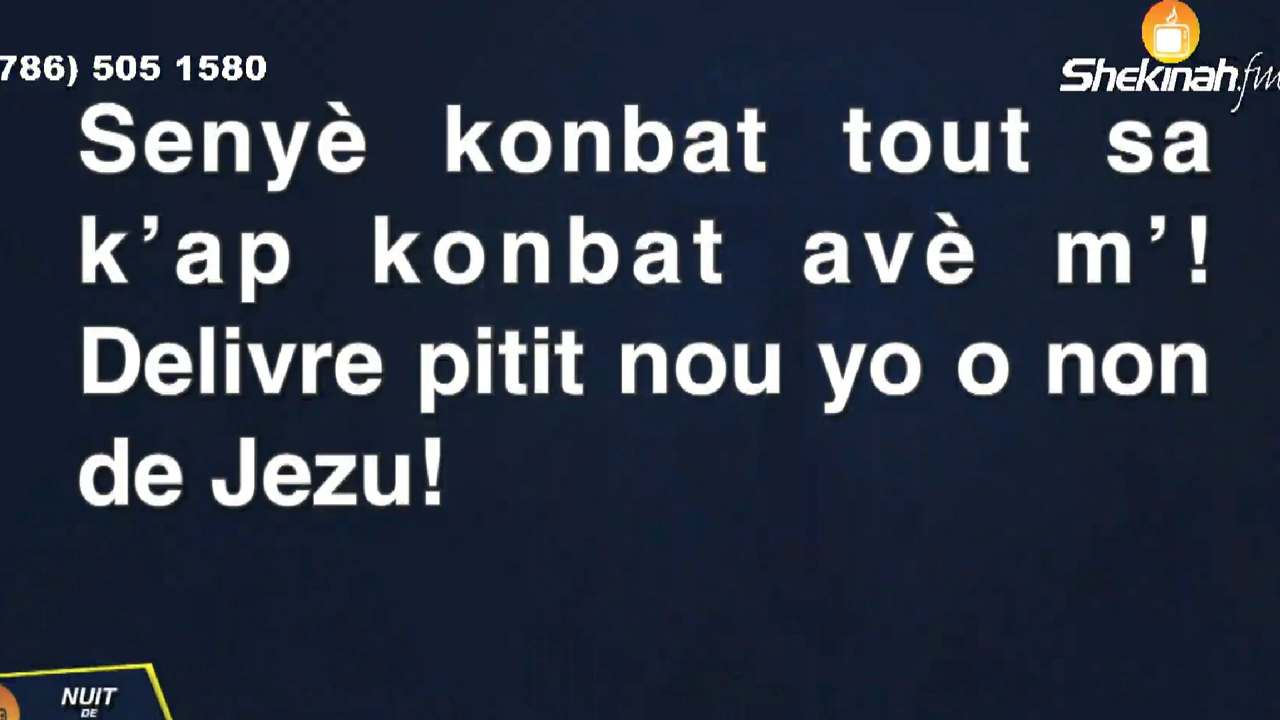 786) 505 1580
Shekinah.fm
Senyè konbat tout sa
k’ap konbat avè m’!
Delivre pitit nou yo o non
de Jezu!
NUIT
DE